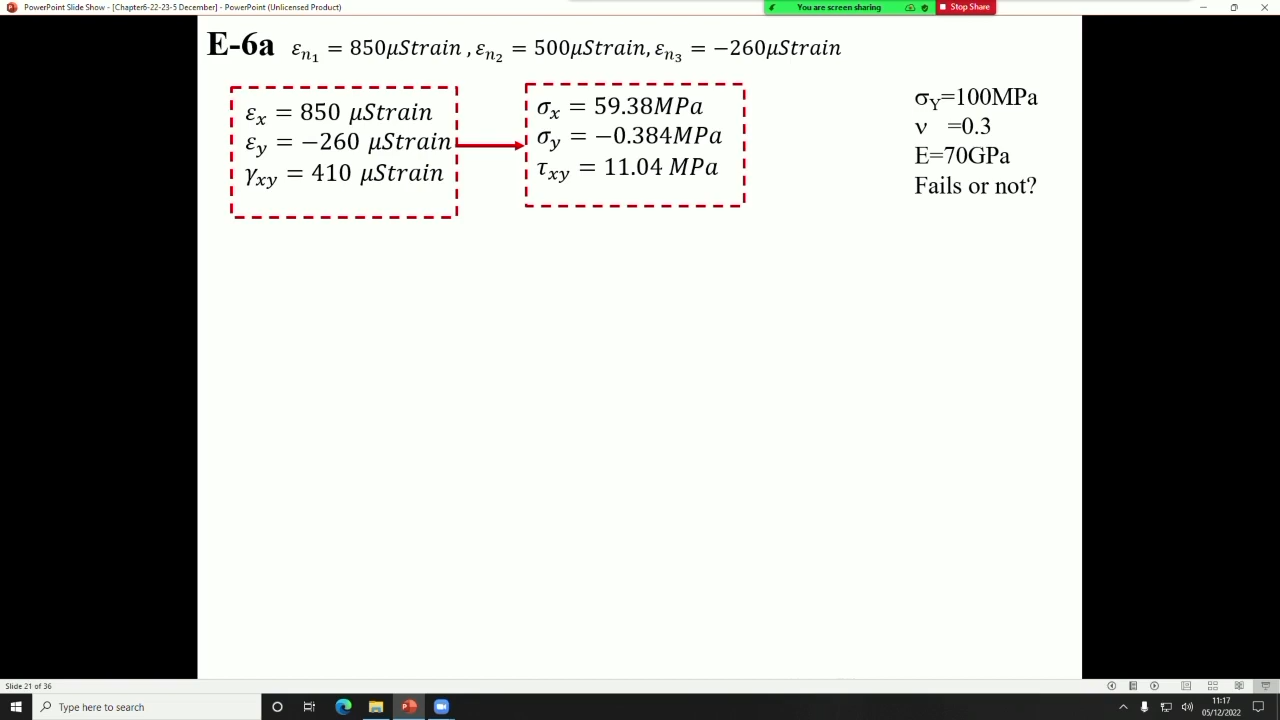 PowerPoint Slide Show - [Chapter6-22-23-5 December] - PowerPoint (Unlicensed Product)
You are screen sharing
Stop Share
E-6a εn₁ = 850μStrain , εn₂ = 500μStrain, εn₃ = −260μStrain
εx = 850 μStrain
εy = −260 μStrain
γxy = 410 μStrain
σx = 59.38MPa
σy = −0.384MPa
τxy = 11.04 MPa
σY=100MPa
ν =0.3
E=70GPa
Fails or not?
Slide 21 of 36
Type here to search
11:17
05/12/2022